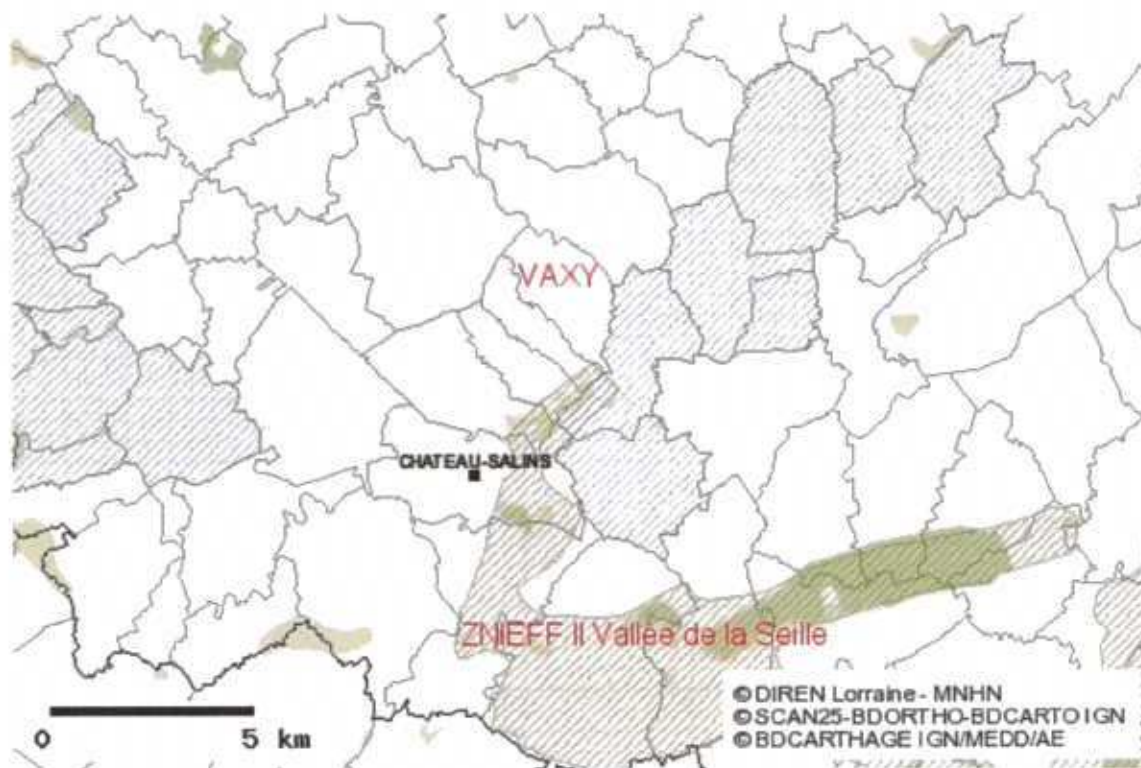 VAXY
CHATEAU-SALINS
ZNIEFF II Vallée de la Seille
0 5 km
© DIREN Lorraine - MNHN
© SCAN25-BDORTHO-BDCARTO IGN
© BDCARTHAGE IGN/MEDD/AE